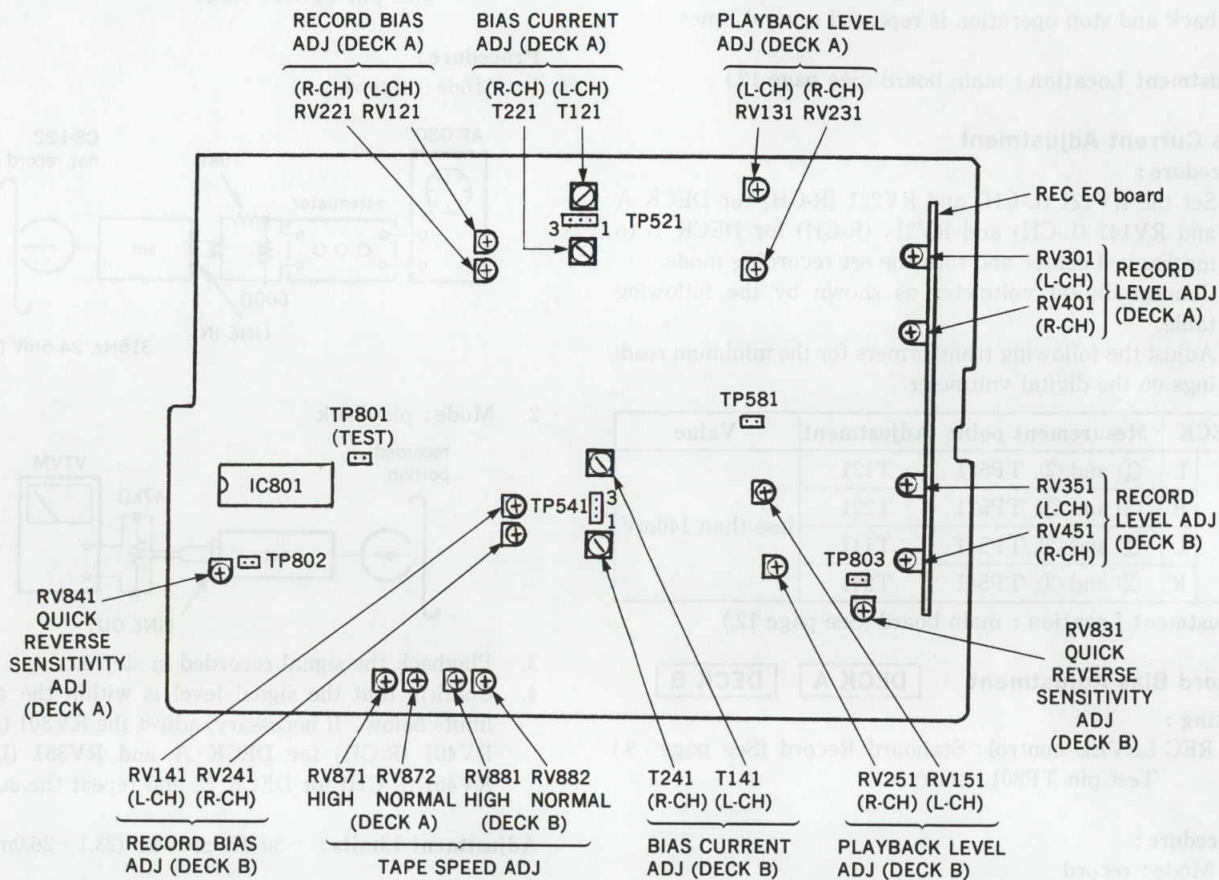 RECORD BIAS
ADJ (DECK A)
(R-CH) (L-CH)
RV221 RV121
BIAS CURRENT
ADJ (DECK A)
(R-CH) (L-CH)
T221 T121
PLAYBACK LEVEL
ADJ (DECK A)
(L-CH) (R-CH)
RV131 RV231
REC EQ board
TP521
3 1
RV301
(L-CH)
RV401
(R-CH)
RECORD
LEVEL ADJ
(DECK A)
TP801
(TEST)
TP581
IC801
TP541
3
1
RV351
(L-CH)
RV451
(R-CH)
RECORD
LEVEL ADJ
(DECK B)
TP802
TP803
RV841
QUICK
REVERSE
SENSITIVITY
ADJ
(DECK A)
RV831
QUICK
REVERSE
SENSITIVITY
ADJ
(DECK B)
RV141 RV241
(L-CH) (R-CH)
RECORD BIAS
ADJ (DECK B)
RV871 RV872 RV881 RV882
HIGH NORMAL HIGH NORMAL
(DECK A) (DECK B)
TAPE SPEED ADJ
T241 T141
(R-CH) (L-CH)
BIAS CURRENT
ADJ (DECK B)
RV251 RV151
(R-CH) (L-CH)
PLAYBACK LEVEL
ADJ (DECK B)